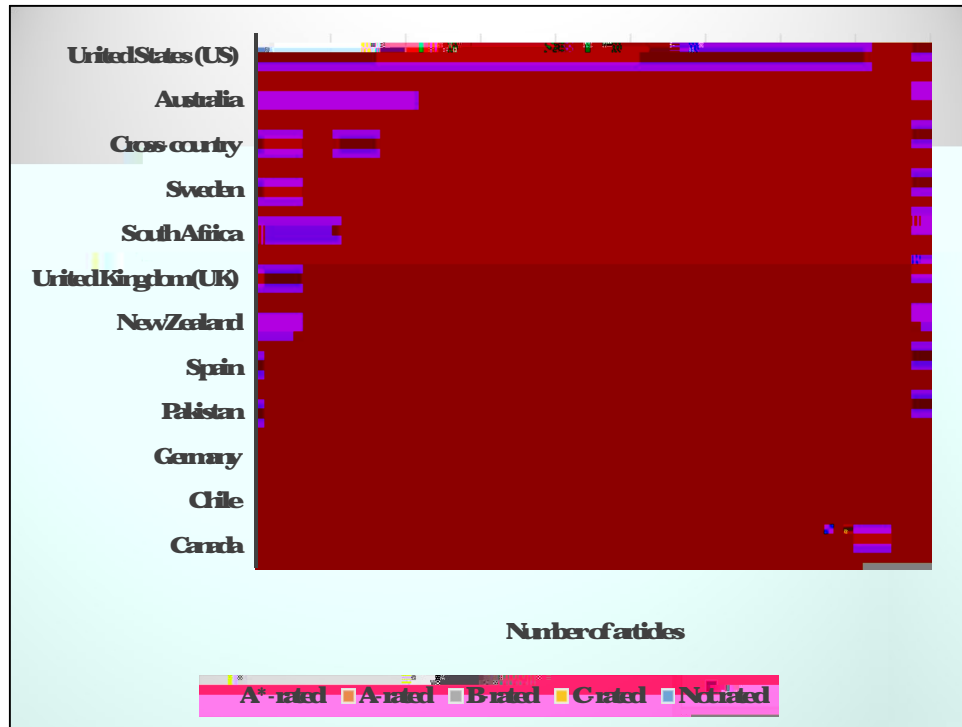 United States (US)
Australia
Cross-country
Sweden
South Africa
United Kingdom (UK)
New Zealand
Spain
Pakistan
Germany
Chile
Canada
Number of articles
A*-rated A-rated B-rated C-rated Not rated